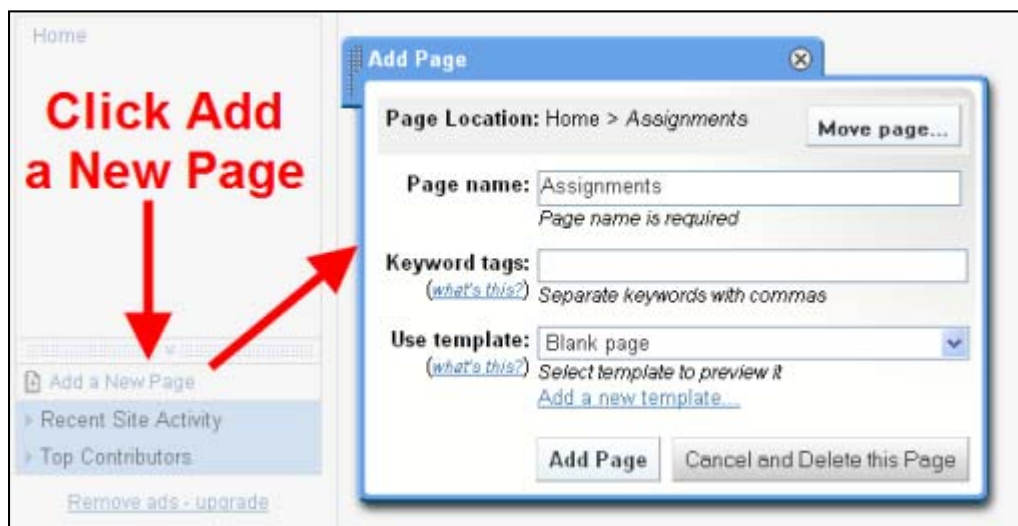 Home
Click Add
a New Page
Add a New Page
Recent Site Activity
Top Contributors
Remove ads - upgrade
Add Page
Page Location: Home > Assignments
Move page...
Page name: Assignments
Page name is required
Keyword tags:
(what's this?) Separate keywords with commas
Use template: Blank page
(what's this?) Select template to preview it
Add a new template...
Add Page
Cancel and Delete this Page